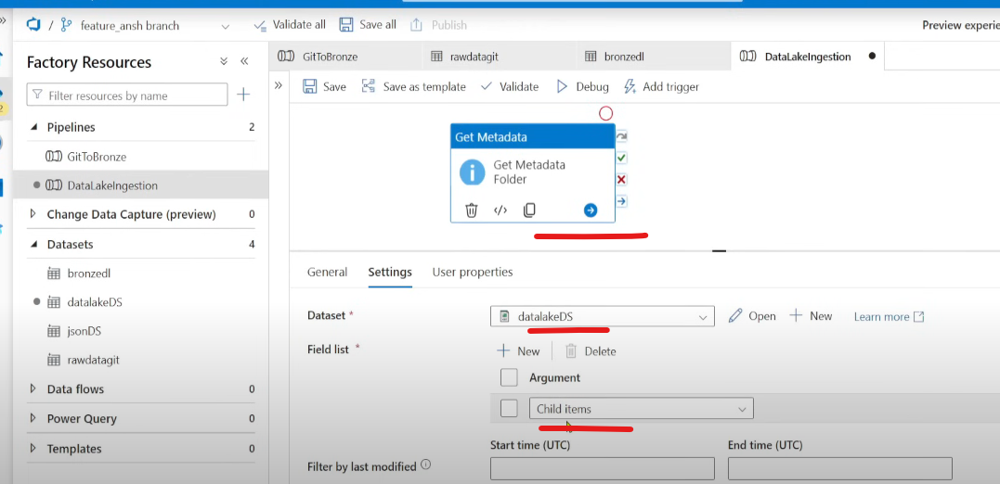 / feature_ansh branch Validate all Save all Publish Preview experie
Factory Resources
Filter resources by name
Pipelines 2
GitToBronze
DataLakeIngestion
Change Data Capture (preview) 0
Datasets 4
bronzedl
datalakeDS
jsonDS
rawdatagit
Data flows 0
Power Query 0
Templates 0
GitToBronze rawdatagit bronzedl DataLakeIngestion
Save Save as template Validate Debug Add trigger
Get Metadata
Get Metadata
Folder
General Settings User properties
Dataset * datalakeDS Open New Learn more
Field list * New Delete
Argument
Child items
Start time (UTC) End time (UTC)
Filter by last modified